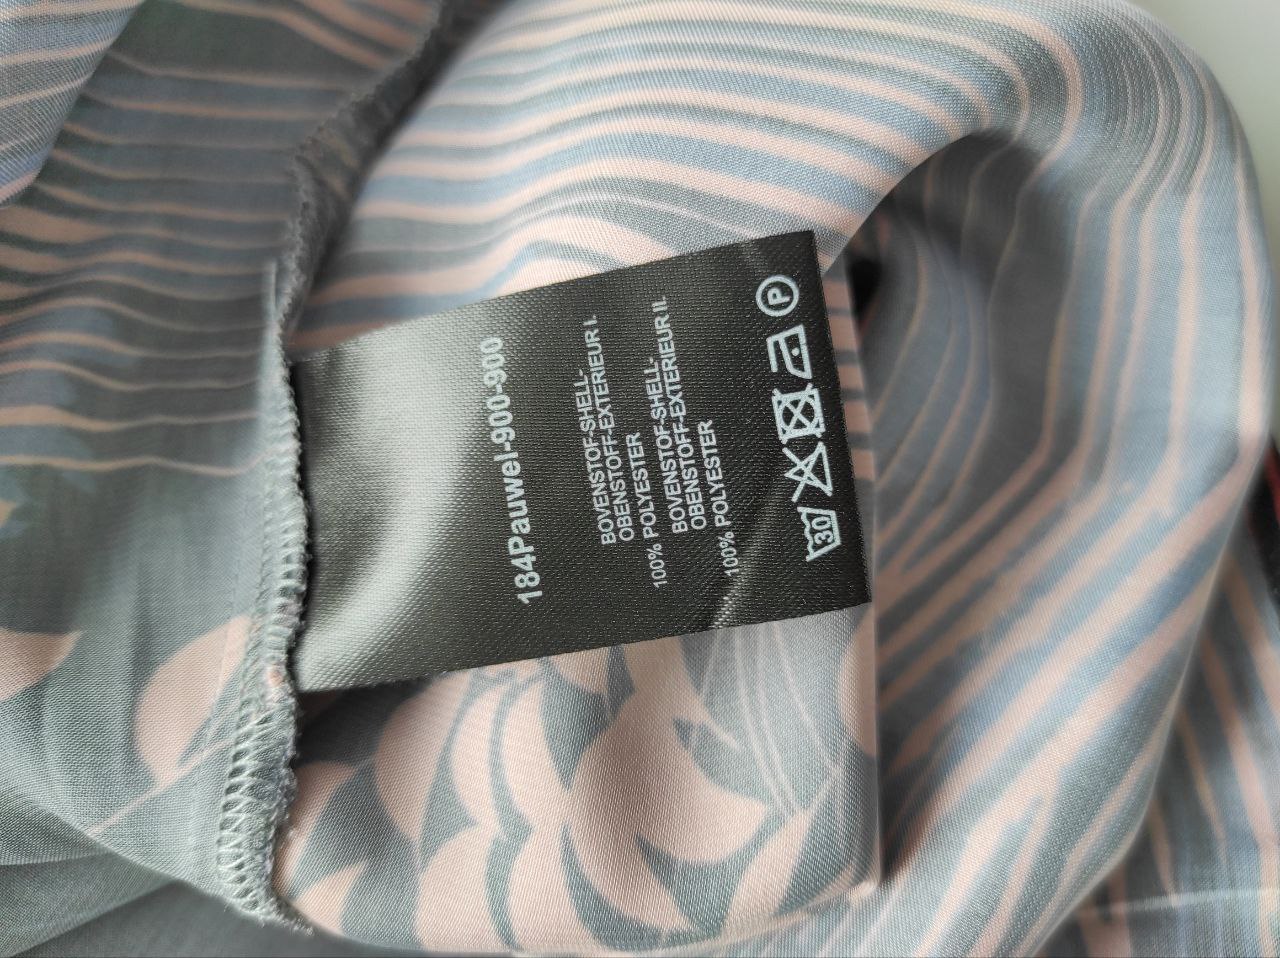 184Pauwel-900-900
BOVENSTOF-SHELL-
OBENSTOFF-EXTERIEUR I.
100% POLYESTER
BOVENSTOF-SHELL-
OBENSTOFF-EXTERIEUR II.
100% POLYESTER
30 P